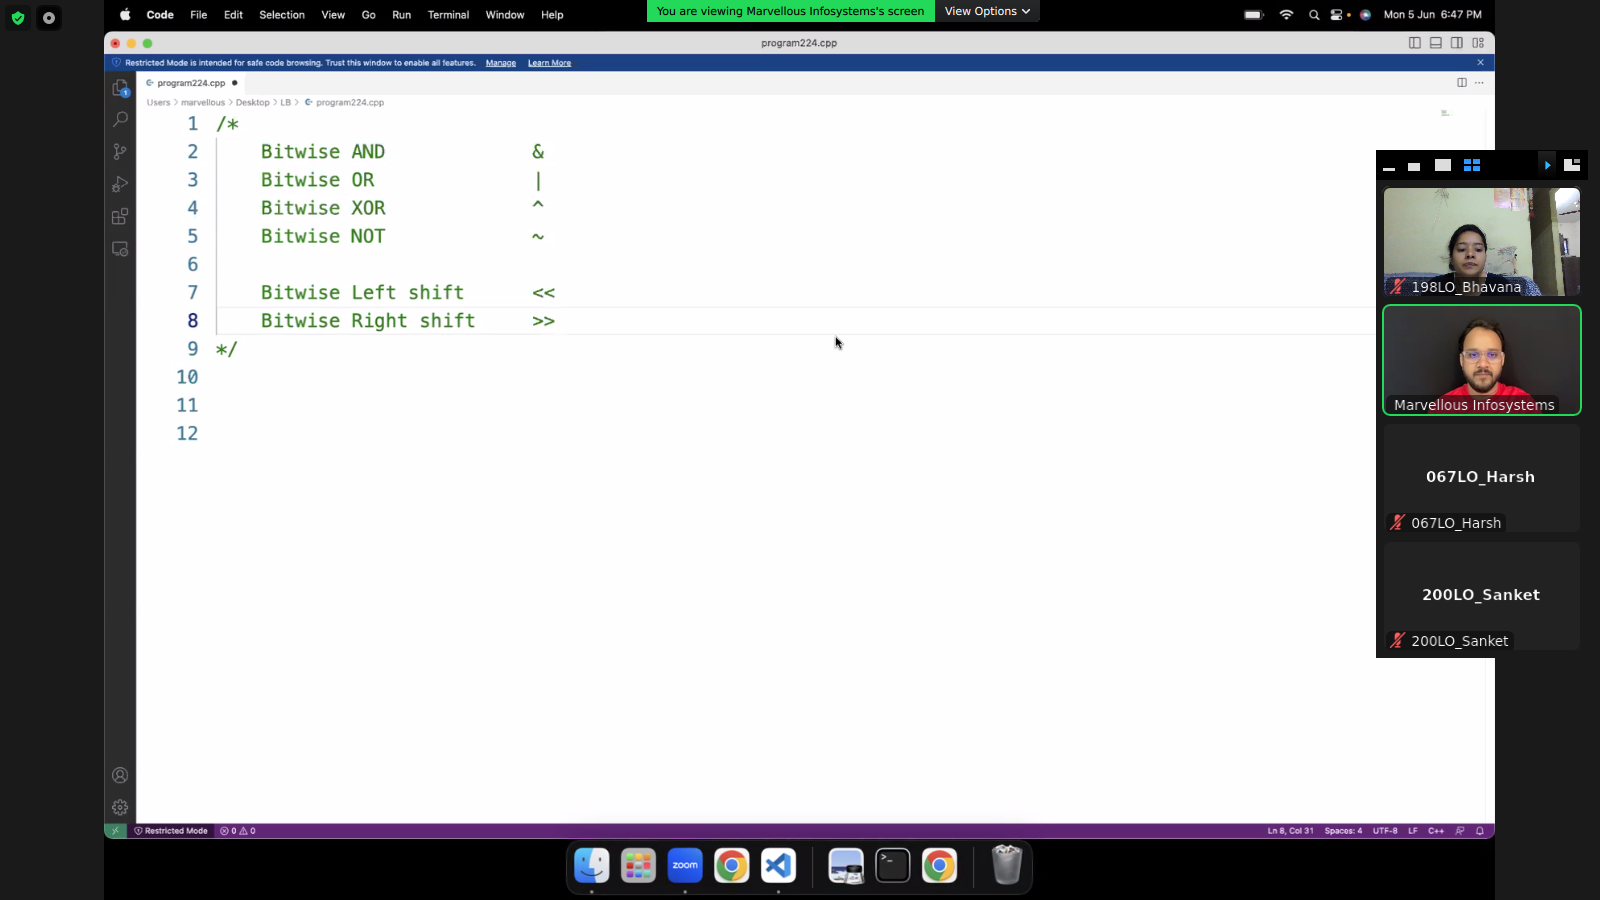 Code File Edit Selection View Go Run Terminal Window Help
You are viewing Marvellous Infosystems's screen View Options
Mon 5 Jun 6:47 PM
program224.cpp
Restricted Mode is intended for safe code browsing. Trust this window to enable all features. Manage Learn More
program224.cpp
Users > marvellous > Desktop > LB > program224.cpp
1 /*
2 Bitwise AND &
3 Bitwise OR |
4 Bitwise XOR ^
5 Bitwise NOT ~
6
7 Bitwise Left shift <<
8 Bitwise Right shift >>
9 */
10
11
12
198LO_Bhavana
Marvellous Infosystems
067LO_Harsh
067LO_Harsh
200LO_Sanket
200LO_Sanket
Restricted Mode 0 0
Ln 8, Col 31 Spaces: 4 UTF-8 LF C++
zoom